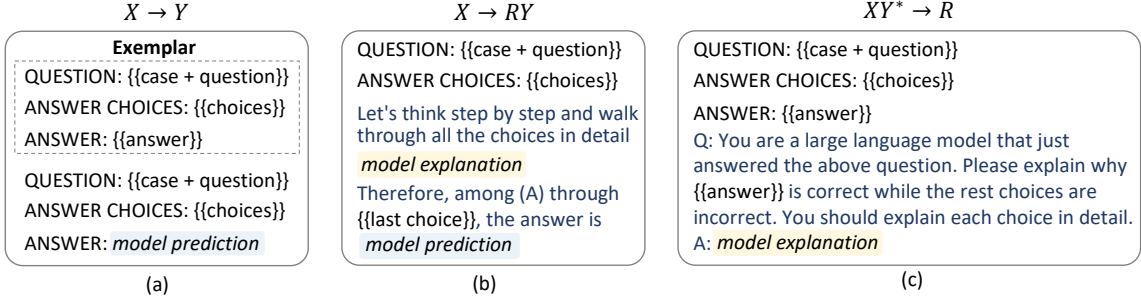 X → Y
Exemplar
QUESTION: {{case + question}}
ANSWER CHOICES: {{choices}}
ANSWER: {{answer}}
QUESTION: {{case + question}}
ANSWER CHOICES: {{choices}}
ANSWER: model prediction
(a)
X → RY
QUESTION: {{case + question}}
ANSWER CHOICES: {{choices}}
Let's think step by step and walk
through all the choices in detail
model explanation
Therefore, among (A) through
{{last choice}}, the answer is
model prediction
(b)
XY* → R
QUESTION: {{case + question}}
ANSWER CHOICES: {{choices}}
ANSWER: {{answer}}
Q: You are a large language model that just
answered the above question. Please explain why
{{answer}} is correct while the rest choices are
incorrect. You should explain each choice in detail.
A: model explanation
(c)